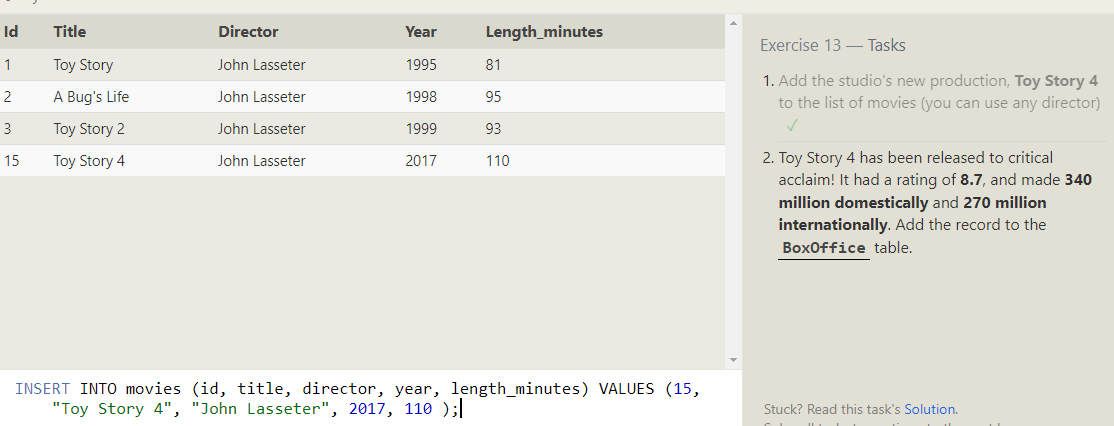 Id Title Director Year Length_minutes
1 Toy Story John Lasseter 1995 81
2 A Bug's Life John Lasseter 1998 95
3 Toy Story 2 John Lasseter 1999 93
15 Toy Story 4 John Lasseter 2017 110
INSERT INTO movies (id, title, director, year, length_minutes) VALUES (15,
"Toy Story 4", "John Lasseter", 2017, 110 );
Exercise 13 — Tasks
1. Add the studio's new production, Toy Story 4
to the list of movies (you can use any director)
✓
2. Toy Story 4 has been released to critical
acclaim! It had a rating of 8.7, and made 340
million domestically and 270 million
internationally. Add the record to the
BoxOffice table.
Stuck? Read this task's Solution.